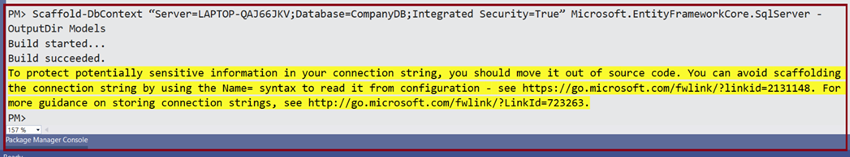 PM> Scaffold-DbContext “Server=LAPTOP-QAJ66JKV;Database=CompanyDB;Integrated Security=True” Microsoft.EntityFrameworkCore.SqlServer -
OutputDir Models
Build started...
Build succeeded.
To protect potentially sensitive information in your connection string, you should move it out of source code. You can avoid scaffolding
the connection string by using the Name= syntax to read it from configuration - see https://go.microsoft.com/fwlink/?linkid=2131148. For
more guidance on storing connection strings, see http://go.microsoft.com/fwlink/?LinkId=723263.
PM>
157 %
Package Manager Console
Ready